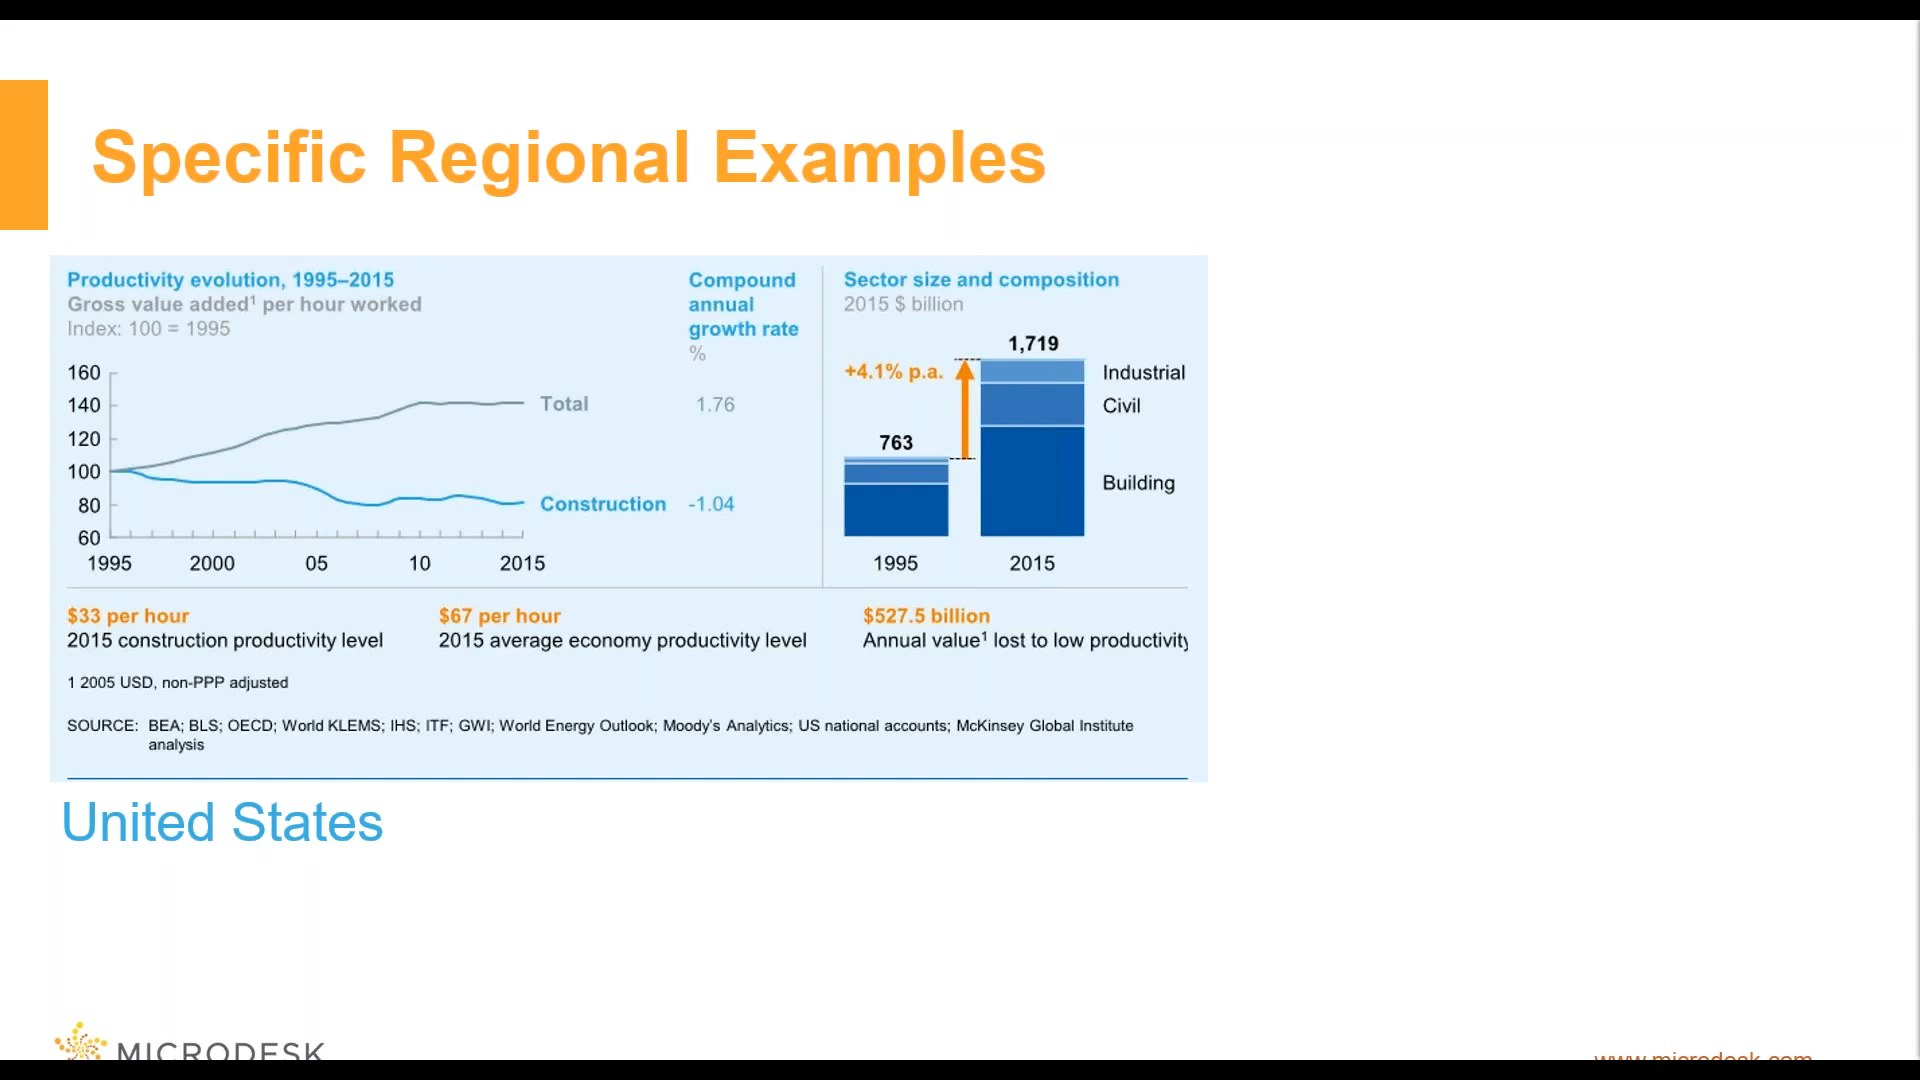 Specific Regional Examples
Productivity evolution, 1995–2015
Gross value added¹ per hour worked
Index: 100 = 1995
Compound
annual
growth rate
%
160
140
120
100
80
60
Total
1.76
Construction
-1.04
1995
2000
05
10
2015
Sector size and composition
2015 $ billion
+4.1% p.a.
763
1,719
Industrial
Civil
Building
1995
2015
$33 per hour
2015 construction productivity level
$67 per hour
2015 average economy productivity level
$527.5 billion
Annual value¹ lost to low productivity
1 2005 USD, non-PPP adjusted
SOURCE: BEA; BLS; OECD; World KLEMS; IHS; ITF; GWI; World Energy Outlook; Moody's Analytics; US national accounts; McKinsey Global Institute
analysis
United States
MICRODESK
www.microdesk.com